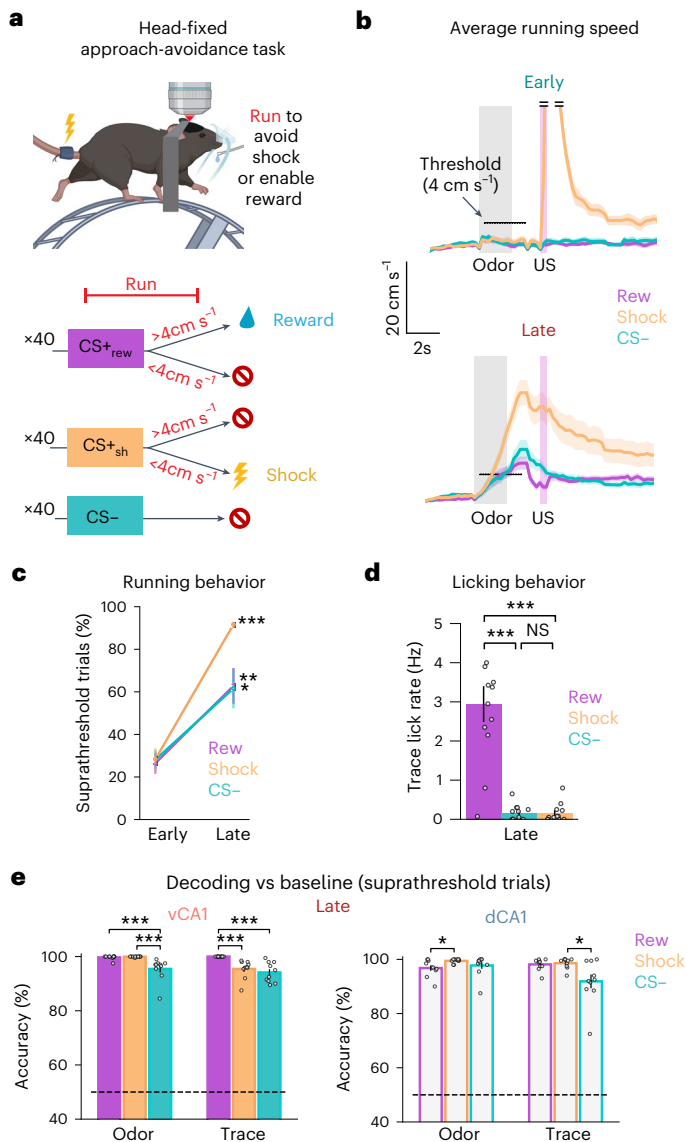 a
Head-fixed
approach-avoidance task
Run to
avoid
shock
or enable
reward
Run
×40
CS+rew
>4cm s−1
<4cm s−1
Reward
×40
CS+sh
>4cm s−1
<4cm s−1
Shock
×40
CS−
b
Average running speed
Early
Threshold
(4 cm s−1)
Odor
US
20 cm s−1
2s
Rew
Shock
CS−
Late
Odor
US
c
Running behavior
Suprathreshold trials (%)
100
80
60
40
20
0
***
**
*
Rew
Shock
CS−
Early
Late
d
Licking behavior
Trace lick rate (Hz)
5
4
3
2
1
0
***
***
NS
Rew
Shock
CS−
Late
e
Decoding vs baseline (suprathreshold trials)
vCA1
Late
dCA1
Accuracy (%)
100
80
60
40
***
***
***
***
Odor
Trace
Accuracy (%)
100
80
60
40
*
*
Odor
Trace
Rew
Shock
CS−